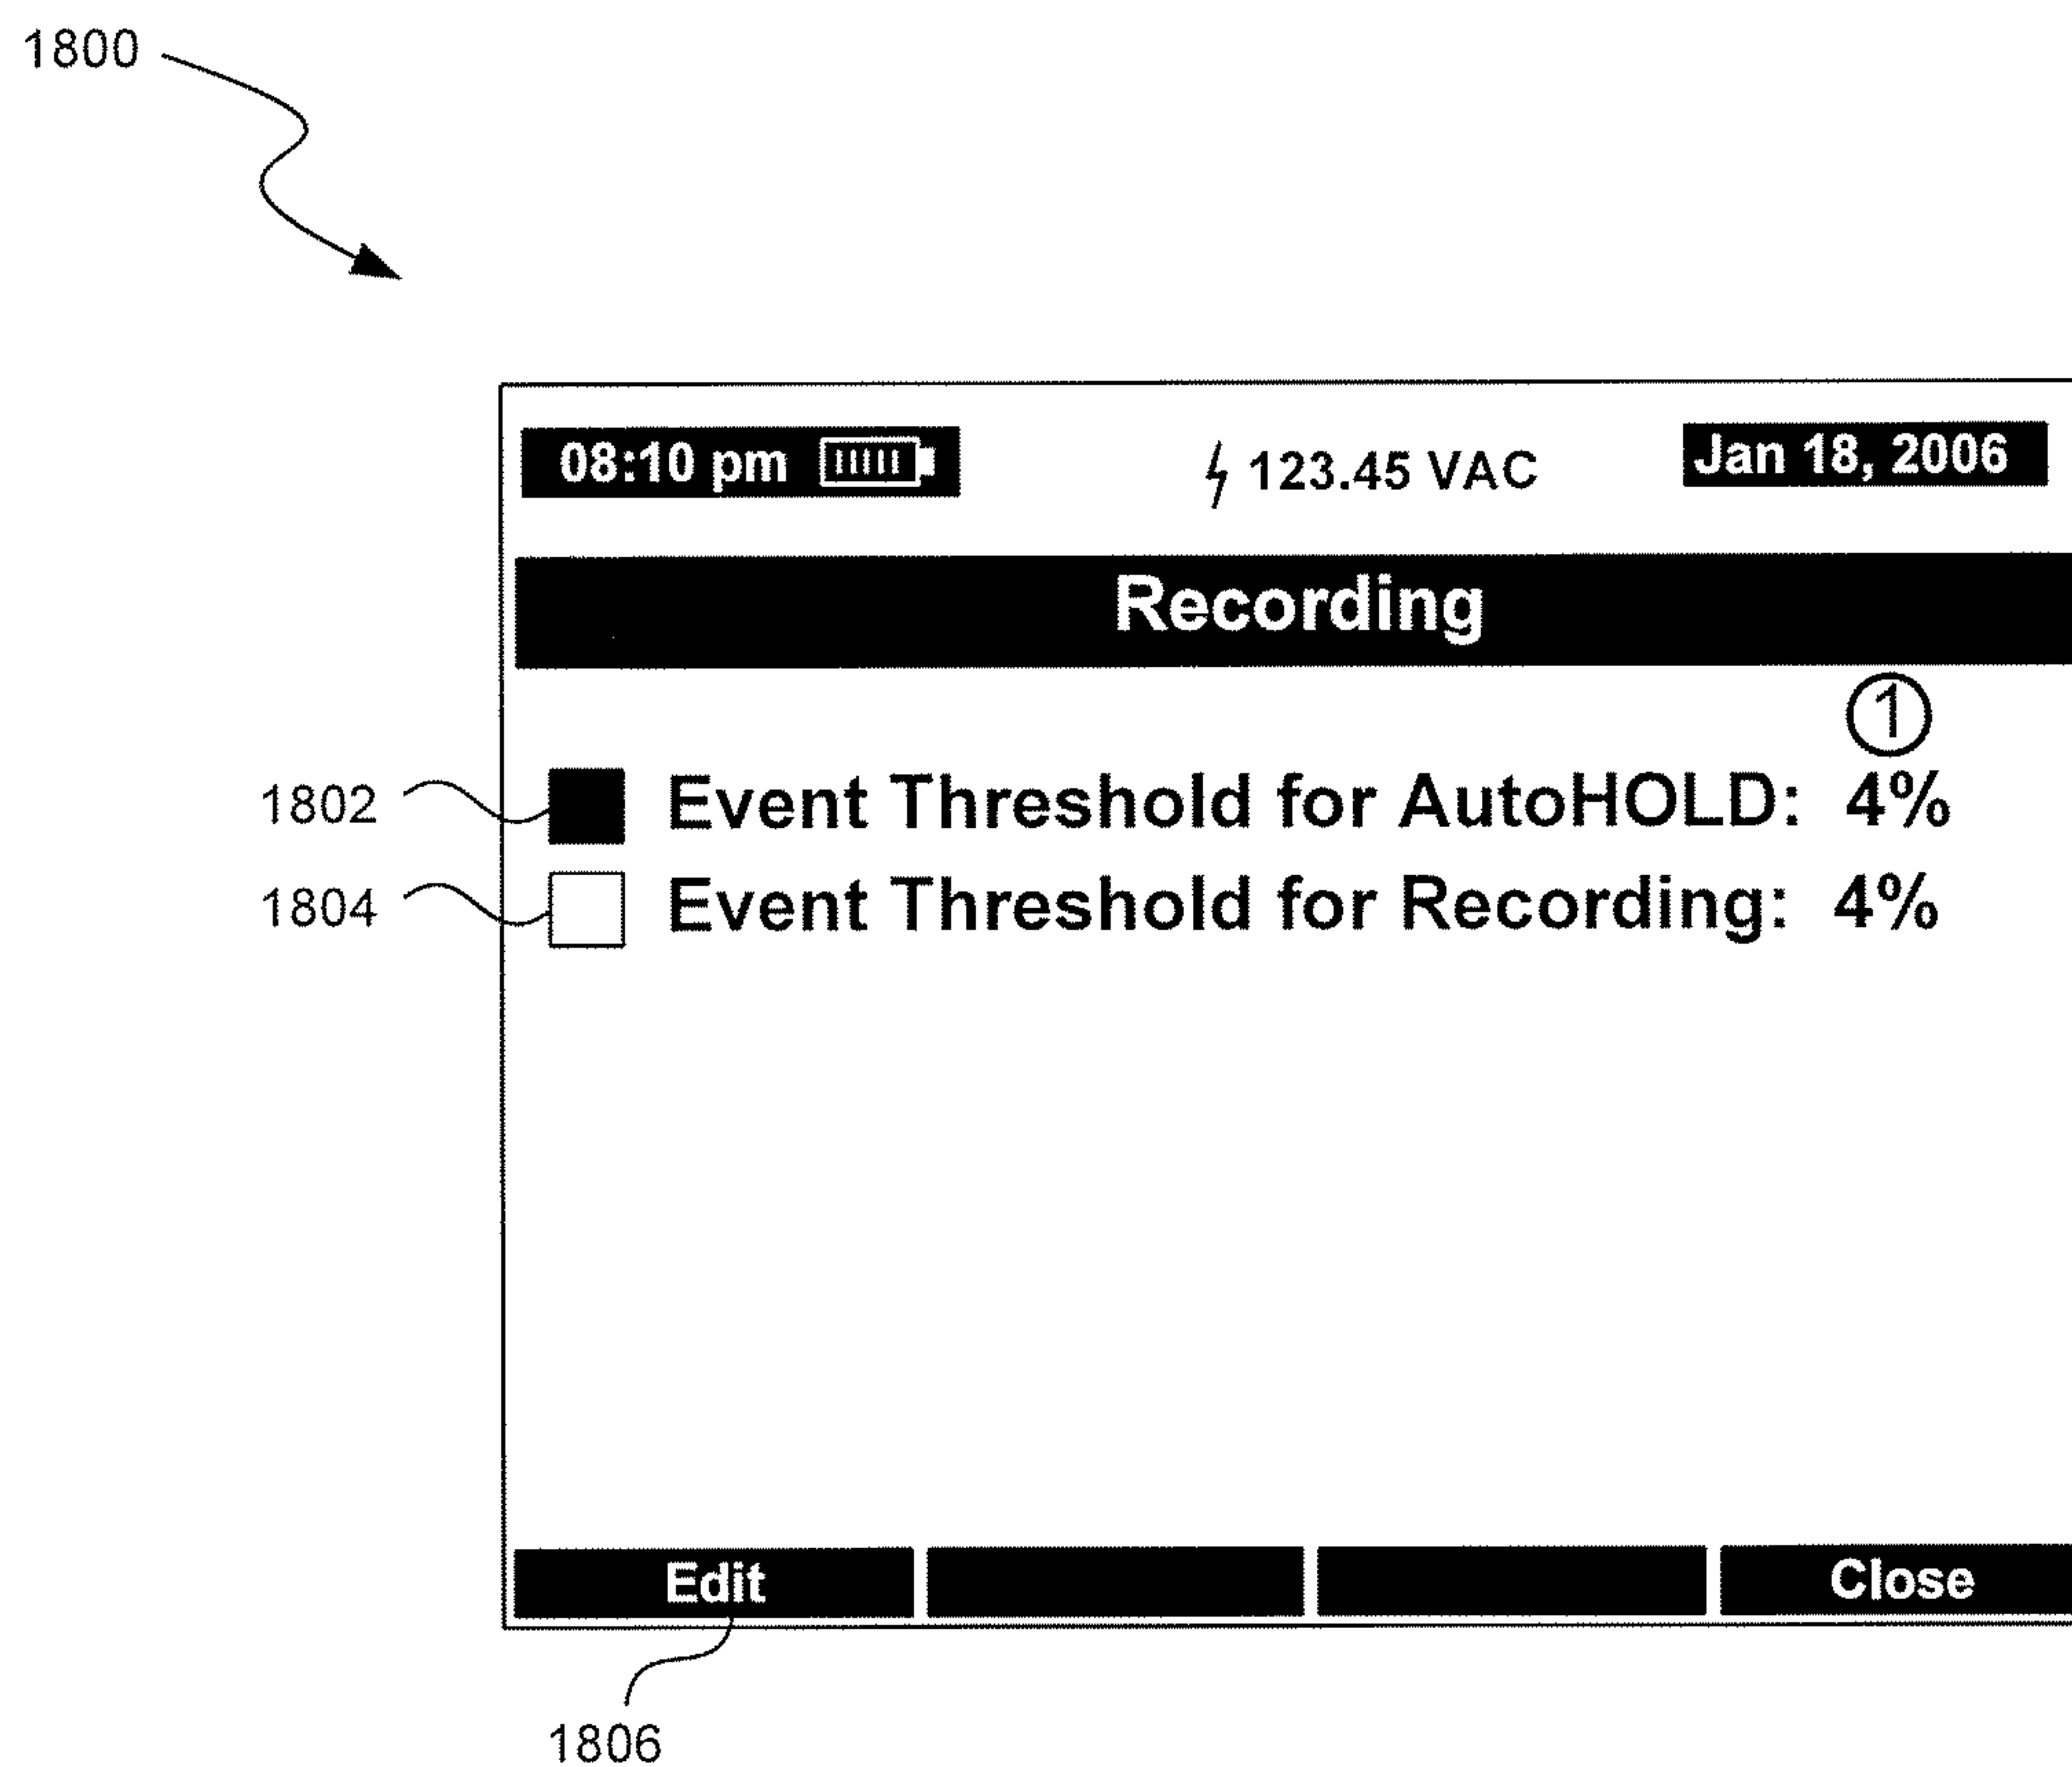 1800
08:10 pm 123.45 VAC Jan 18, 2006
Recording
1
1802 Event Threshold for AutoHOLD: 4%
1804 Event Threshold for Recording: 4%
Edit Close
1806